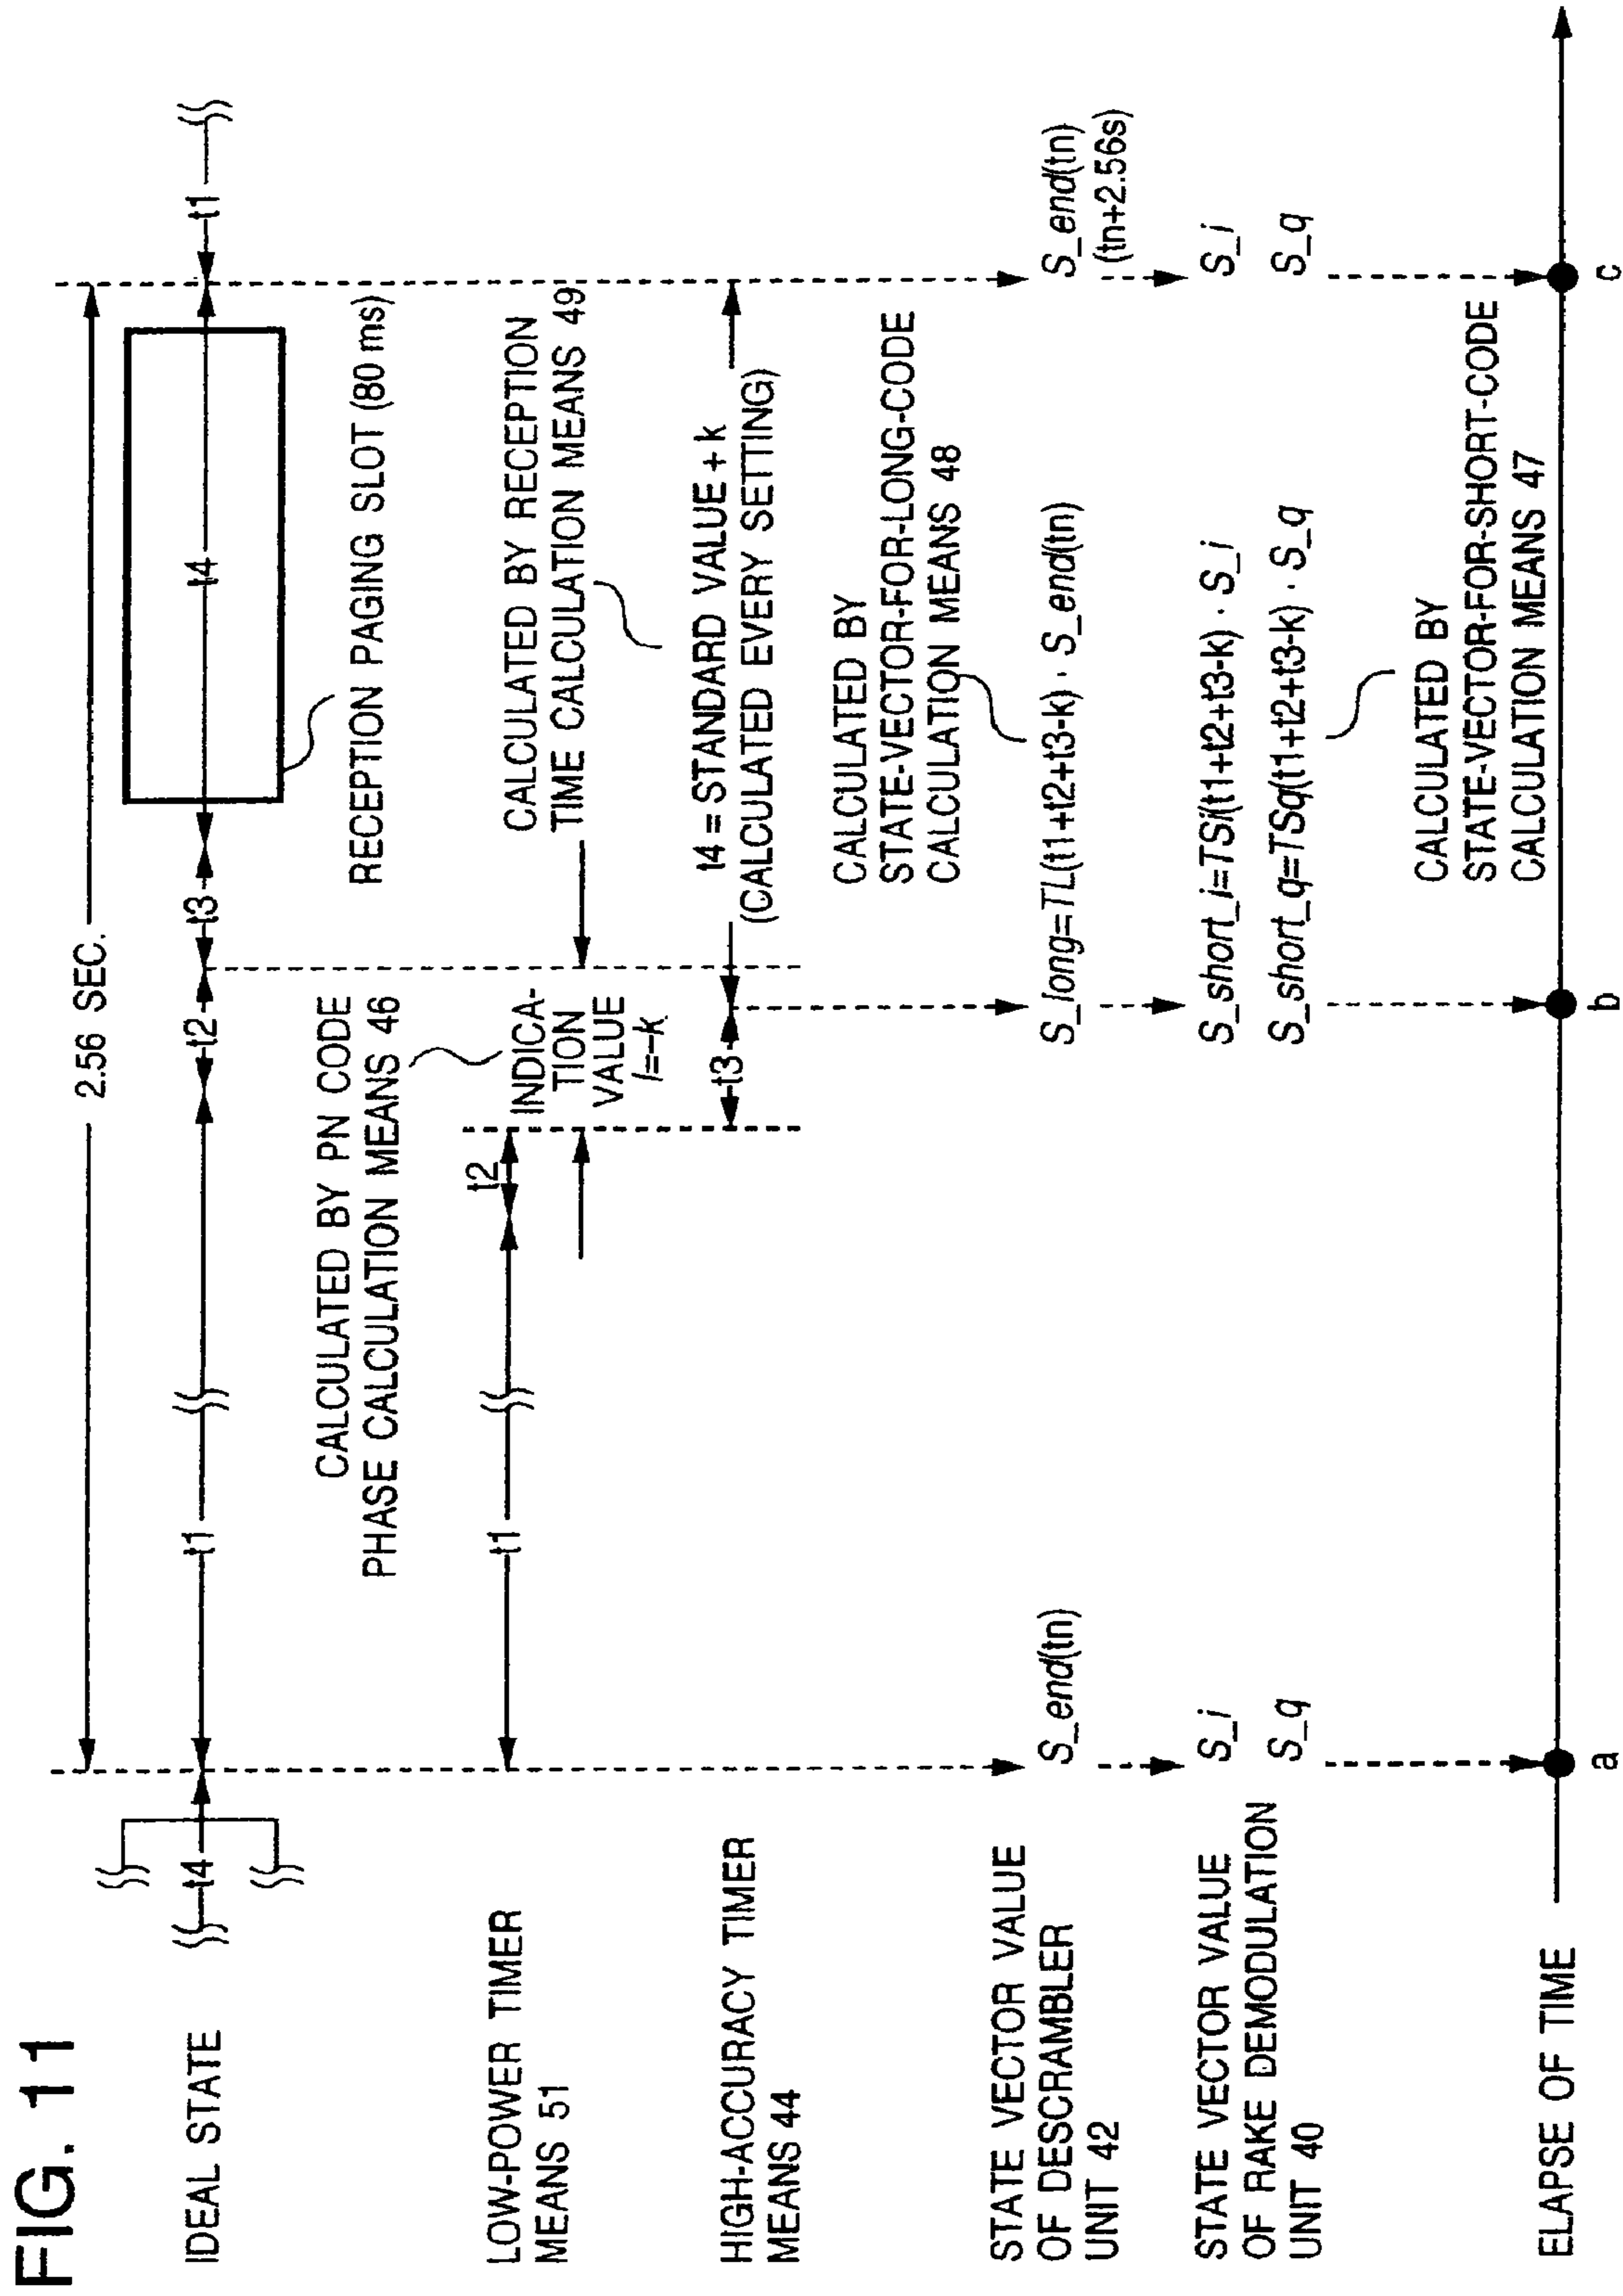 FIG. 11
2.56 SEC.
IDEAL STATE
t4
t1
t2
t3
t4
t1
RECEPTION PAGING SLOT (80 ms)
CALCULATED BY PN CODE
PHASE CALCULATION MEANS 46
LOW-POWER TIMER
MEANS 51
t1
t2
INDICA-
TION
VALUE
l=-k
CALCULATED BY RECEPTION
TIME CALCULATION MEANS 49
HIGH-ACCURACY TIMER
MEANS 44
t3
t4 = STANDARD VALUE + k
(CALCULATED EVERY SETTING)
CALCULATED BY
STATE-VECTOR-FOR-LONG-CODE
CALCULATION MEANS 48
STATE VECTOR VALUE
OF DESCRAMBLER
UNIT 42
S_end(tn)
S_long=TL(t1+t2+t3-k) · S_end(tn)
S_end(tn)
(tn+2.56s)
STATE VECTOR VALUE
OF RAKE DEMODULATION
UNIT 40
S_i
S_q
S_short_i=TSi(t1+t2+t3-k) · S_i
S_short_q=TSq(t1+t2+t3-k) · S_q
S_i
S_q
CALCULATED BY
STATE-VECTOR-FOR-SHORT-CODE
CALCULATION MEANS 47
ELAPSE OF TIME
a
b
c